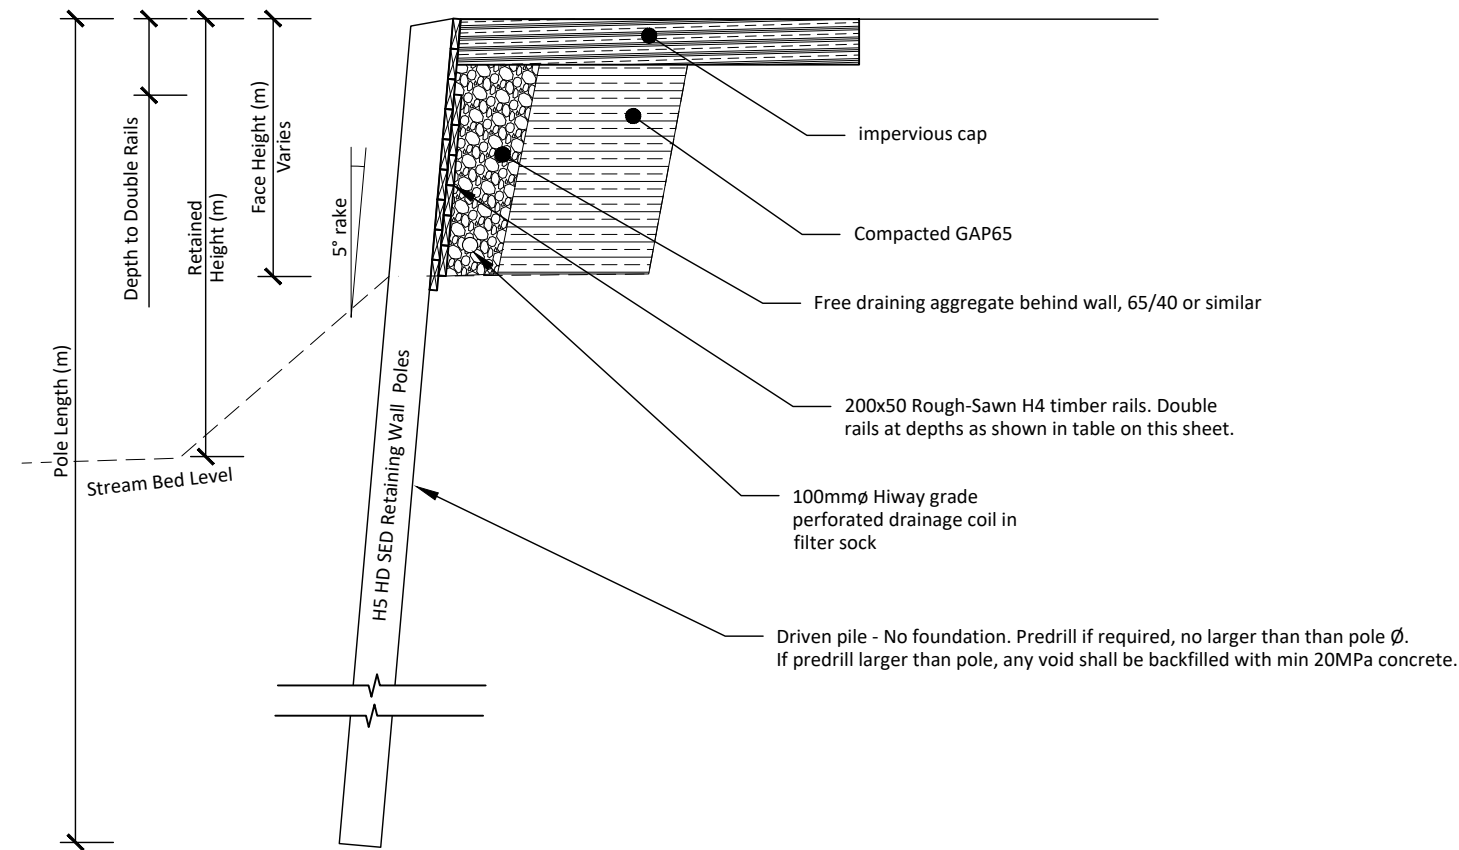 Pole Length (m)
Depth to Double Rails
Retained
Height (m)
Face Height (m)
Varies
5° rake
Stream Bed Level
H5 HD SED Retaining Wall Poles
impervious cap
Compacted GAP65
Free draining aggregate behind wall, 65/40 or similar
200x50 Rough-Sawn H4 timber rails. Double
rails at depths as shown in table on this sheet.
100mmø Hiway grade
perforated drainage coil in
filter sock
Driven pile - No foundation. Predrill if required, no larger than than pole Ø.
If predrill larger than pole, any void shall be backfilled with min 20MPa concrete.